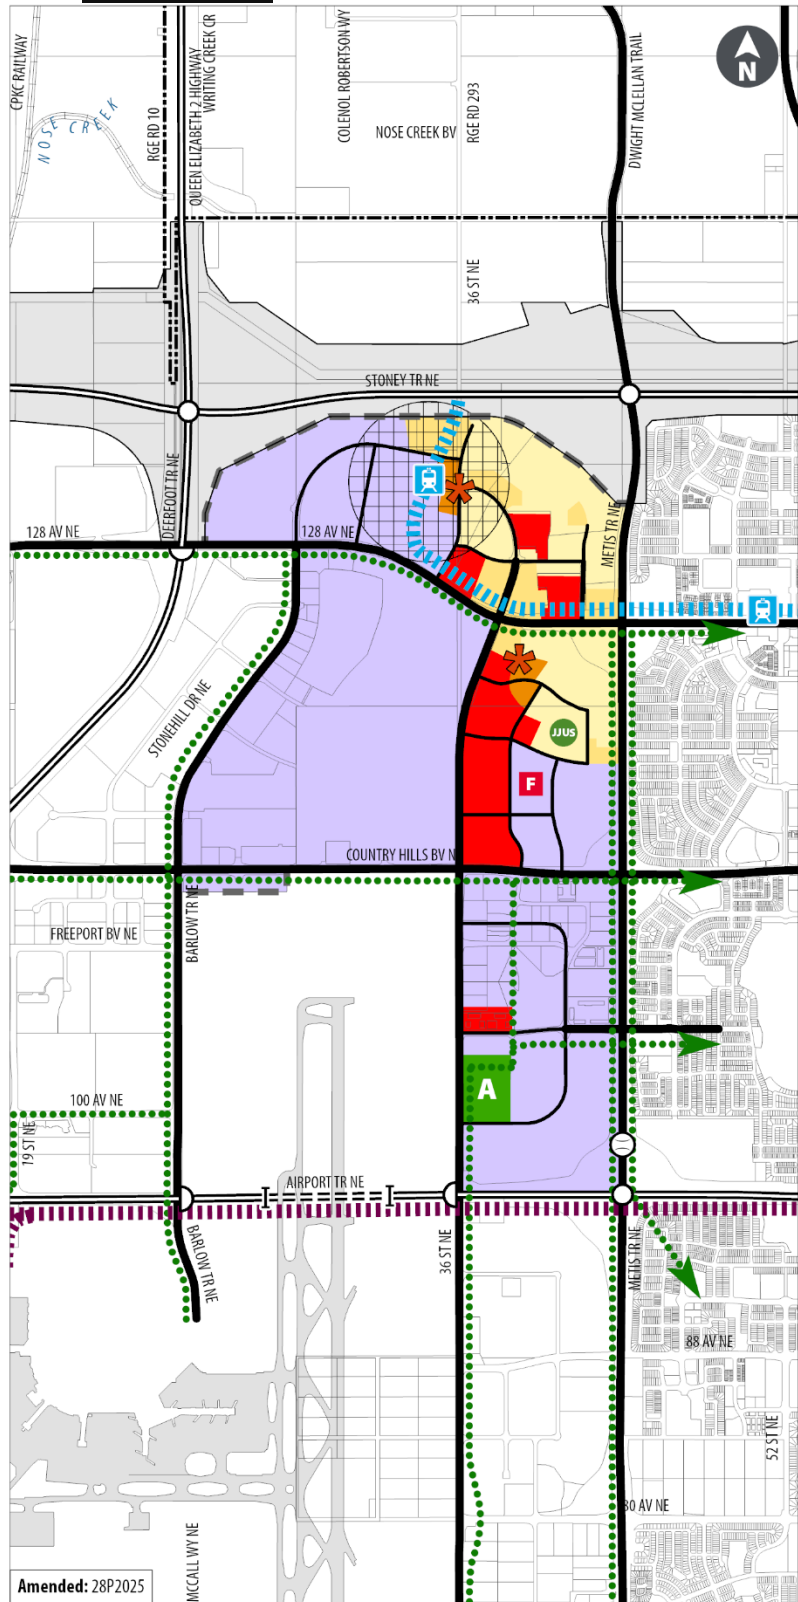 CPKC RAILWAY
NOSE CREEK
RGE RD 10
QUEEN ELIZABETH 2 HIGHWAY
WRITING CREEK CR
COLENOL ROBERTSON WY
NOSE CREEK BV
RGE RD 293
DWIGHT MCLELLAN TRAIL
N
36 ST NE
STONEY TR NE
DEERFOOT TR NE
128 AV NE
128 AV NE
METIS TR NE
STONEHILL DR NE
JJUS
F
COUNTRY HILLS BV N
BARLOW TR NE
FREEPORT BV NE
A
100 AV NE
19 ST NE
AIRPORT TR NE
BARLOW TR NE
36 ST NE
METIS TR NE
88 AV NE
52 ST NE
80 AV NE
MCCALL WY NE
Amended: 28P2025